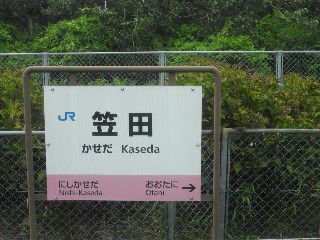 JR 笠田
かせだ Kaseda
にしかせだ おおたに →
Nishi-Kaseda Otani